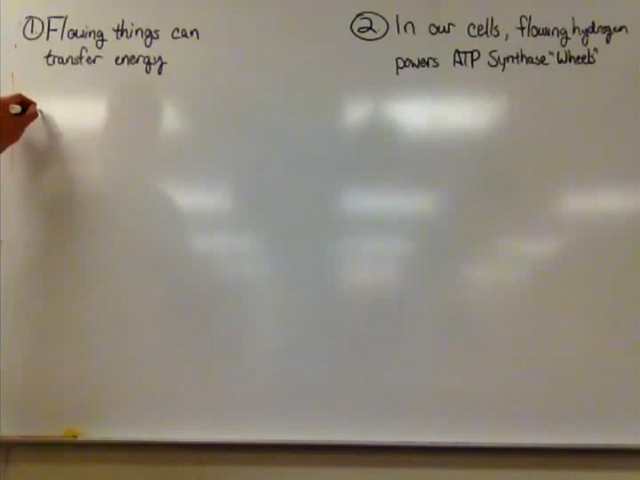 ① Flowing things can
transfer energy
② In our cells, flowing hydrogen
powers ATP Synthase "Wheels"